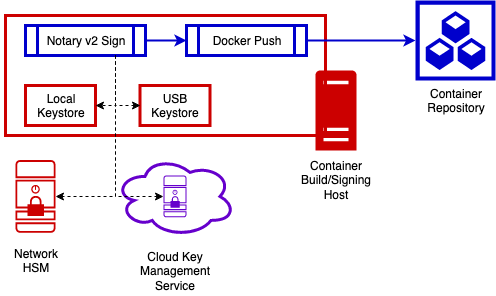 Notary v2 Sign
Docker Push
Local
Keystore
USB
Keystore
Container
Repository
Container
Build/Signing
Host
Network
HSM
Cloud Key
Management
Service